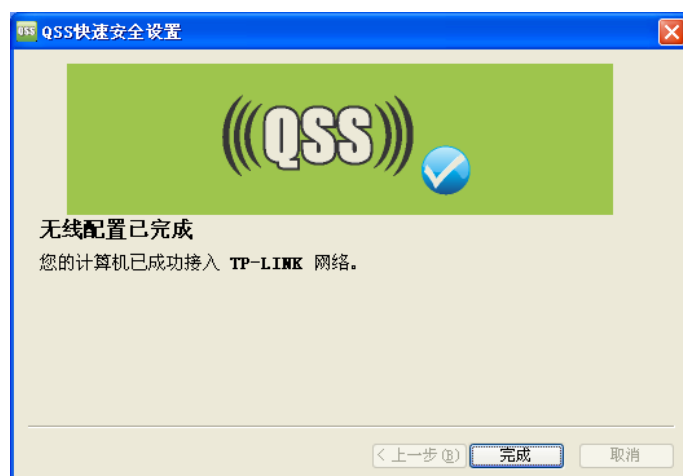 QSS QSS快速安全设置
(((QSS)))
无线配置已完成
您的计算机已成功接入 TP-LINK 网络。
< 上一步(B) 完成 取消